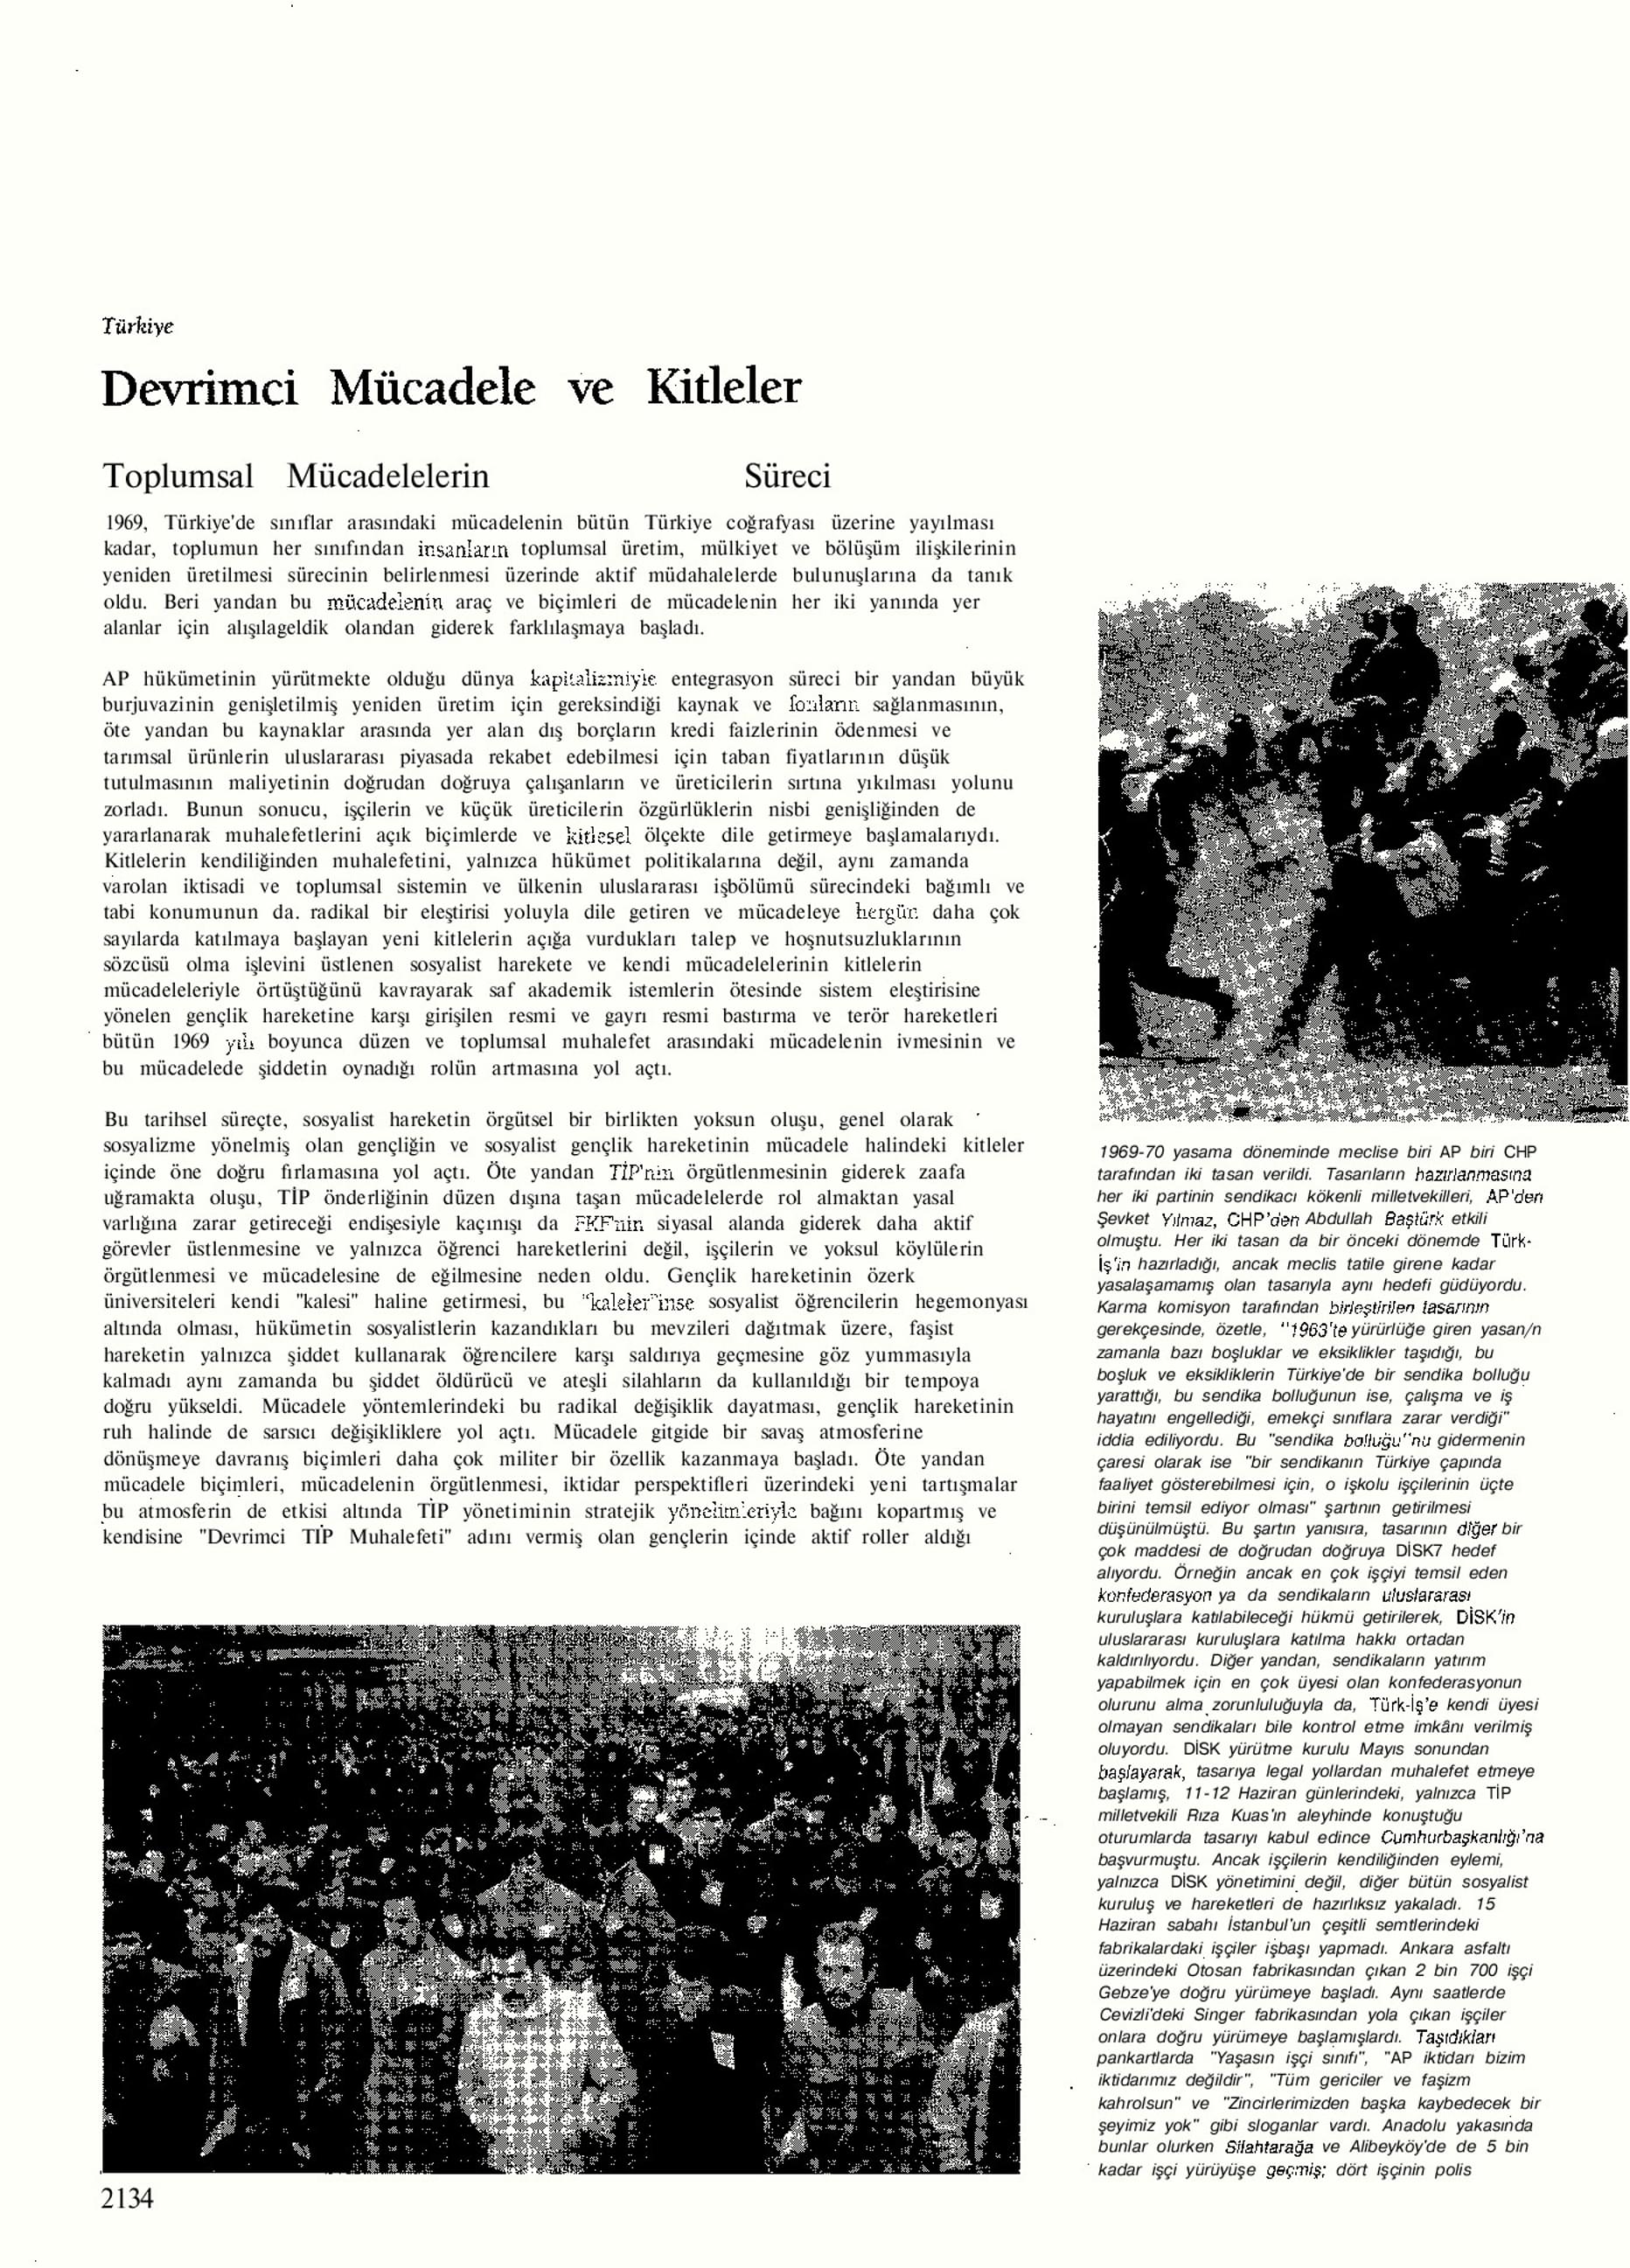 Türkiye
Devrimci Mücadele ve Kitleler
Toplumsal Mücadelelerin Süreci
1969, Türkiye'de sınıflar arasındaki mücadelenin bütün Türkiye coğrafyası üzerine yayılması
kadar, toplumun her sınıfından insanların toplumsal üretim, mülkiyet ve bölüşüm ilişkilerinin
yeniden üretilmesi sürecinin belirlenmesi üzerinde aktif müdahalelerde bulunuşlarına da tanık
oldu. Beri yandan bu mücadelenin araç ve biçimleri de mücadelenin her iki yanında yer
alanlar için alışılageldik olandan giderek farklılaşmaya başladı.
AP hükümetinin yürütmekte olduğu dünya kapitalizmiyle entegrasyon süreci bir yandan büyük
burjuvazinin genişletilmiş yeniden üretim için gereksindiği kaynak ve fonların sağlanmasının,
öte yandan bu kaynaklar arasında yer alan dış borçların kredi faizlerinin ödenmesi ve
tarımsal ürünlerin uluslararası piyasada rekabet edebilmesi için taban fiyatlarının düşük
tutulmasının maliyetinin doğrudan doğruya çalışanların ve üreticilerin sırtına yıkılması yolunu
zorladı. Bunun sonucu, işçilerin ve küçük üreticilerin özgürlüklerin nisbi genişliğinden de
yararlanarak muhalefetlerini açık biçimlerde ve kitlesel ölçekte dile getirmeye başlamalarıydı.
Kitlelerin kendiliğinden muhalefetini, yalnızca hükümet politikalarına değil, aynı zamanda
varolan iktisadi ve toplumsal sistemin ve ülkenin uluslararası işbölümü sürecindeki bağımlı ve
tabi konumunun da. radikal bir eleştirisi yoluyla dile getiren ve mücadeleye hergün daha çok
sayılarda katılmaya başlayan yeni kitlelerin açığa vurdukları talep ve hoşnutsuzluklarının
sözcüsü olma işlevini üstlenen sosyalist harekete ve kendi mücadelelerinin kitlelerin
mücadeleleriyle örtüştüğünü kavrayarak saf akademik istemlerin ötesinde sistem eleştirisine
yönelen gençlik hareketine karşı girişilen resmi ve gayrı resmi bastırma ve terör hareketleri
bütün 1969 yılı boyunca düzen ve toplumsal muhalefet arasındaki mücadelenin ivmesinin ve
bu mücadelede şiddetin oynadığı rolün artmasına yol açtı.
Bu tarihsel süreçte, sosyalist hareketin örgütsel bir birlikten yoksun oluşu, genel olarak
sosyalizme yönelmiş olan gençliğin ve sosyalist gençlik hareketinin mücadele halindeki kitleler
içinde öne doğru fırlamasına yol açtı. Öte yandan TİP'nin örgütlenmesinin giderek zaafa
uğramakta oluşu, TİP önderliğinin düzen dışına taşan mücadelelerde rol almaktan yasal
varlığına zarar getireceği endişesiyle kaçınışı da FKF'nin siyasal alanda giderek daha aktif
görevler üstlenmesine ve yalnızca öğrenci hareketlerini değil, işçilerin ve yoksul köylülerin
örgütlenmesi ve mücadelesine de eğilmesine neden oldu. Gençlik hareketinin özerk
üniversiteleri kendi "kalesi" haline getirmesi, bu "kaleler"inse sosyalist öğrencilerin hegemonyası
altında olması, hükümetin sosyalistlerin kazandıkları bu mevzileri dağıtmak üzere, faşist
hareketin yalnızca şiddet kullanarak öğrencilere karşı saldırıya geçmesine göz yummasıyla
kalmadı aynı zamanda bu şiddet öldürücü ve ateşli silahların da kullanıldığı bir tempoya
doğru yükseldi. Mücadele yöntemlerindeki bu radikal değişiklik dayatması, gençlik hareketinin
ruh halinde de sarsıcı değişikliklere yol açtı. Mücadele gitgide bir savaş atmosferine
dönüşmeye davranış biçimleri daha çok militer bir özellik kazanmaya başladı. Öte yandan
mücadele biçimleri, mücadelenin örgütlenmesi, iktidar perspektifleri üzerindeki yeni tartışmalar
bu atmosferin de etkisi altında TİP yönetiminin stratejik yönelimleriyle bağını kopartmış ve
kendisine "Devrimci TİP Muhalefeti" adını vermiş olan gençlerin içinde aktif roller aldığı
1969-70 yasama döneminde meclise biri AP biri CHP
tarafından iki tasan verildi. Tasarıların hazırlanmasına
her iki partinin sendikacı kökenli milletvekilleri, AP'den
Şevket Yılmaz, CHP'den Abdullah Baştürk etkili
olmuştu. Her iki tasan da bir önceki dönemde Türk-
İş'in hazırladığı, ancak meclis tatile girene kadar
yasalaşamamış olan tasarıyla aynı hedefi güdüyordu.
Karma komisyon tarafından birleştirilen tasarının
gerekçesinde, özetle, "1963'te yürürlüğe giren yasan/n
zamanla bazı boşluklar ve eksiklikler taşıdığı, bu
boşluk ve eksikliklerin Türkiye'de bir sendika bolluğu
yarattığı, bu sendika bolluğunun ise, çalışma ve iş
hayatını engellediği, emekçi sınıflara zarar verdiği"
iddia ediliyordu. Bu "sendika bolluğu"nu gidermenin
çaresi olarak ise "bir sendikanın Türkiye çapında
faaliyet gösterebilmesi için, o işkolu işçilerinin üçte
birini temsil ediyor olması" şartının getirilmesi
düşünülmüştü. Bu şartın yanısıra, tasarının diğer bir
çok maddesi de doğrudan doğruya DİSK7 hedef
alıyordu. Örneğin ancak en çok işçiyi temsil eden
konfederasyon ya da sendikaların uluslararası
kuruluşlara katılabileceği hükmü getirilerek, DİSK'in
uluslararası kuruluşlara katılma hakkı ortadan
kaldırılıyordu. Diğer yandan, sendikaların yatırım
yapabilmek için en çok üyesi olan konfederasyonun
olurunu alma zorunluluğuyla da, Türk-İş'e kendi üyesi
olmayan sendikaları bile kontrol etme imkânı verilmiş
oluyordu. DİSK yürütme kurulu Mayıs sonundan
başlayarak, tasarıya legal yollardan muhalefet etmeye
başlamış, 11-12 Haziran günlerindeki, yalnızca TİP
milletvekili Rıza Kuas'ın aleyhinde konuştuğu
oturumlarda tasarıyı kabul edince Cumhurbaşkanlığı'na
başvurmuştu. Ancak işçilerin kendiliğinden eylemi,
yalnızca DİSK yönetimini değil, diğer bütün sosyalist
kuruluş ve hareketleri de hazırlıksız yakaladı. 15
Haziran sabahı İstanbul'un çeşitli semtlerindeki
fabrikalardaki işçiler işbaşı yapmadı. Ankara asfaltı
üzerindeki Otosan fabrikasından çıkan 2 bin 700 işçi
Gebze'ye doğru yürümeye başladı. Aynı saatlerde
Cevizli'deki Singer fabrikasından yola çıkan işçiler
onlara doğru yürümeye başlamışlardı. Taşıdıkları
pankartlarda "Yaşasın işçi sınıfı", "AP iktidarı bizim
iktidarımız değildir", "Tüm gericiler ve faşizm
kahrolsun" ve "Zincirlerimizden başka kaybedecek bir
şeyimiz yok" gibi sloganlar vardı. Anadolu yakasında
bunlar olurken Silahtarağa ve Alibeyköy'de de 5 bin
kadar işçi yürüyüşe geçmiş; dört işçinin polis
2134